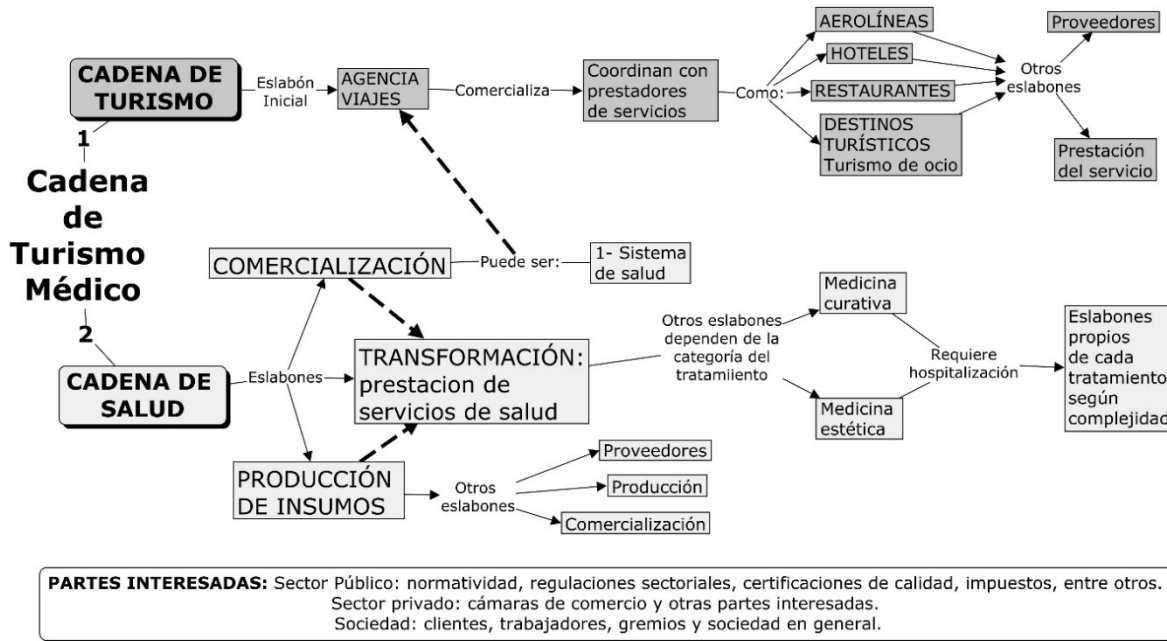 CADENA DE
TURISMO
Eslabón
Inicial
AGENCIA
VIAJES
Comercializa
Coordinan con
prestadores
de servicios
Como:
AEROLÍNEAS
HOTELES
RESTAURANTES
DESTINOS
TURÍSTICOS
Turismo de ocio
Otros
eslabones
Proveedores
Prestación
del servicio
1
Cadena
de
Turismo
Médico
2
CADENA DE
SALUD
Eslabones
COMERCIALIZACIÓN
Puede ser:
1- Sistema
de salud
TRANSFORMACIÓN:
prestacion de
servicios de salud
Otros eslabones
dependen de la
categoría del
tratamiiento
Medicina
curativa
Medicina
estética
Requiere
hospitalización
Eslabones
propios
de cada
tratamiento
según
complejidad
PRODUCCIÓN
DE INSUMOS
Otros
eslabones
Proveedores
Producción
Comercialización
PARTES INTERESADAS: Sector Público: normatividad, regulaciones sectoriales, certificaciones de calidad, impuestos, entre otros.
Sector privado: cámaras de comercio y otras partes interesadas.
Sociedad: clientes, trabajadores, gremios y sociedad en general.